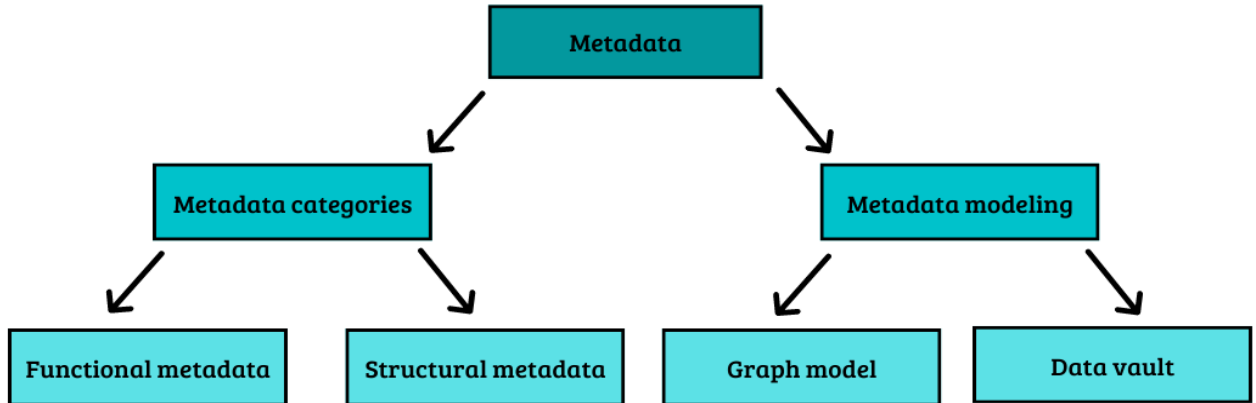 Metadata
Metadata categories
Metadata modeling
Functional metadata
Structural metadata
Graph model
Data vault